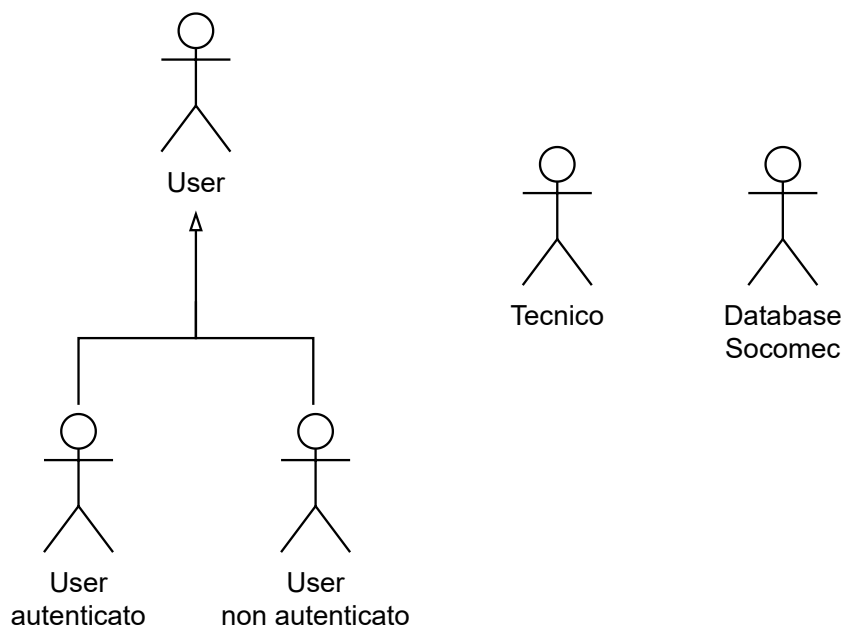 User
Tecnico
Database
Socomec
User
autenticato
User
non autenticato